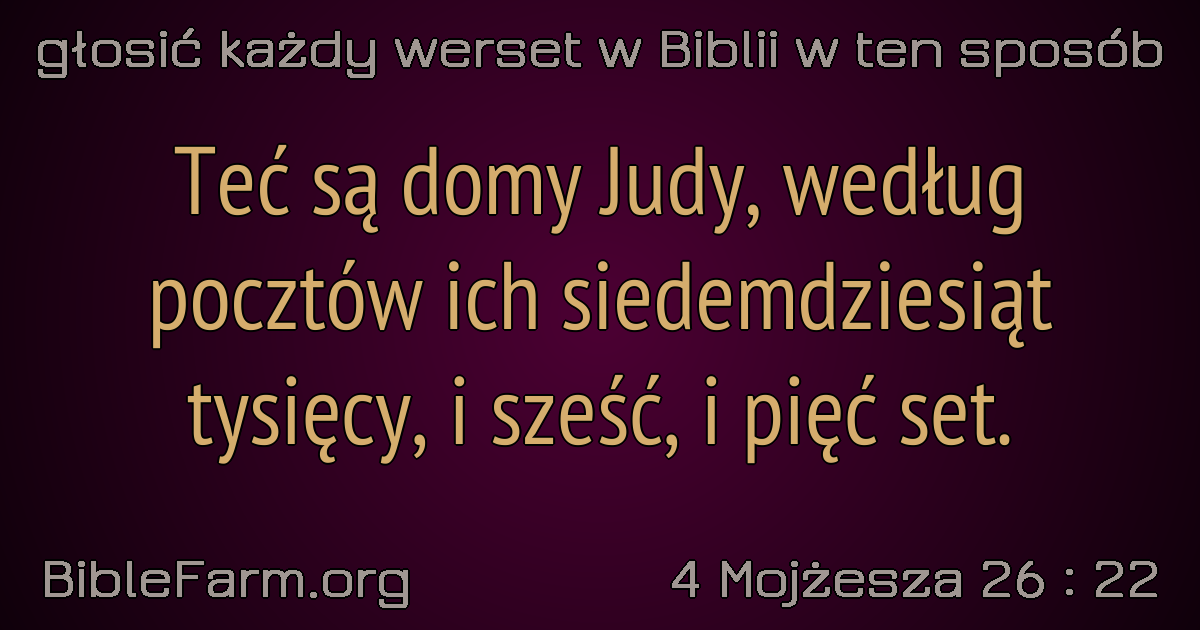 głosić każdy werset w Biblii w ten sposób
Teć są domy Judy, według
pocztów ich siedemdziesiąt
tysięcy, i sześć, i pięć set.
BibleFarm.org
4 Mojżesza 26 : 22